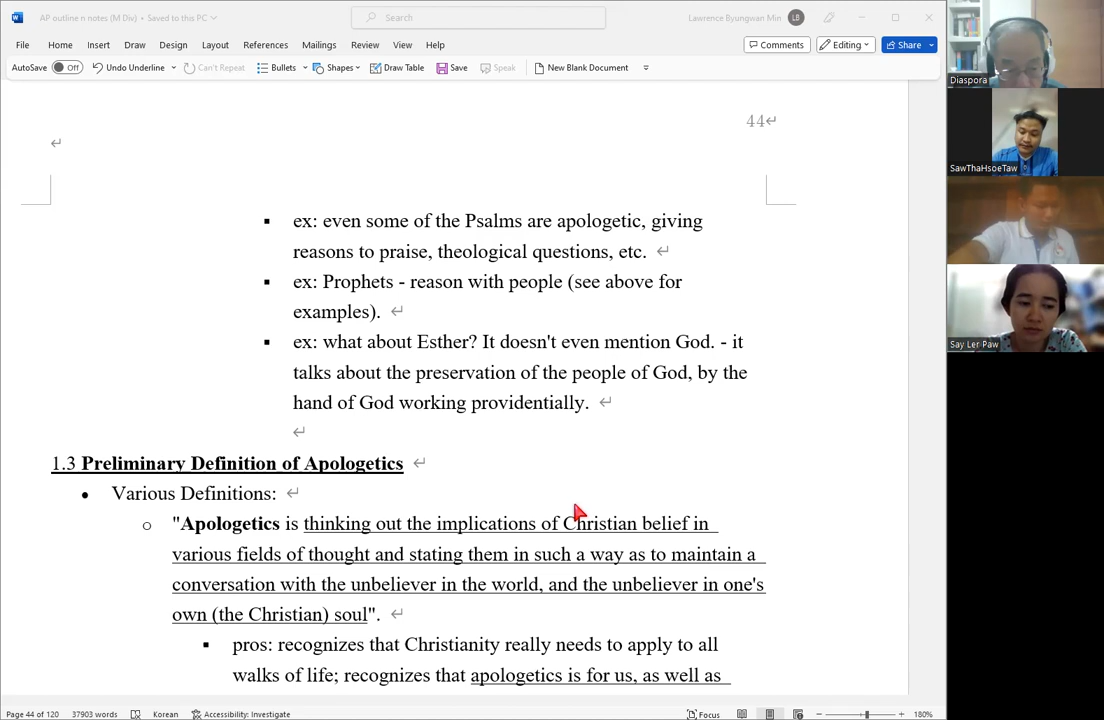 AP outline n notes (M Div) • Saved to this PC
Search
Lawrence Byungwan Min LB
File Home Insert Draw Design Layout References Mailings Review View Help
Comments Editing Share
AutoSave Off Undo Underline Can't Repeat Bullets Shapes Draw Table Save Speak New Blank Document
44
ex: even some of the Psalms are apologetic, giving
reasons to praise, theological questions, etc.
ex: Prophets - reason with people (see above for
examples).
ex: what about Esther? It doesn't even mention God. - it
talks about the preservation of the people of God, by the
hand of God working providentially.
1.3 Preliminary Definition of Apologetics
Various Definitions:
"Apologetics is thinking out the implications of Christian belief in
various fields of thought and stating them in such a way as to maintain a
conversation with the unbeliever in the world, and the unbeliever in one's
own (the Christian) soul".
pros: recognizes that Christianity really needs to apply to all
walks of life; recognizes that apologetics is for us, as well as
Page 44 of 120 37903 words Korean Accessibility: Investigate Focus 180%
Diaspora
SawThaHsoeTaw
Say Ler Paw